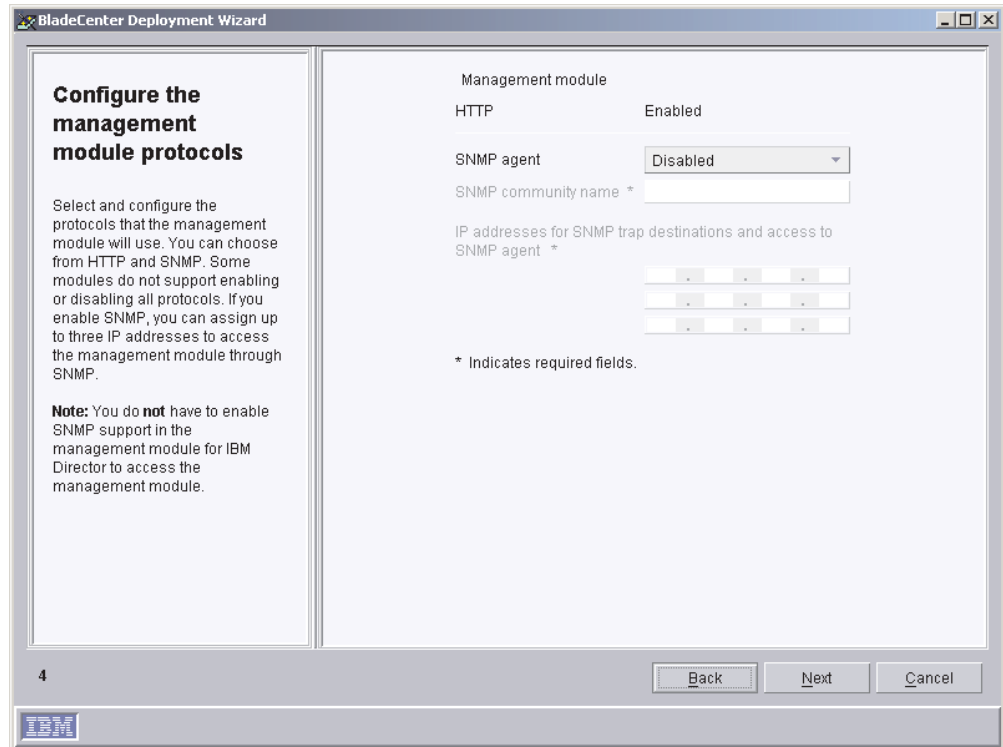 BladeCenter Deployment Wizard
Configure the
management
module protocols
Select and configure the
protocols that the management
module will use. You can choose
from HTTP and SNMP. Some
modules do not support enabling
or disabling all protocols. If you
enable SNMP, you can assign up
to three IP addresses to access
the management module through
SNMP.
Note: You do not have to enable
SNMP support in the
management module for IBM
Director to access the
management module.
Management module
HTTP Enabled
SNMP agent Disabled
SNMP community name *
IP addresses for SNMP trap destinations and access to
SNMP agent *
. . .
. . .
. . .
* Indicates required fields.
4
Back Next Cancel
IBM